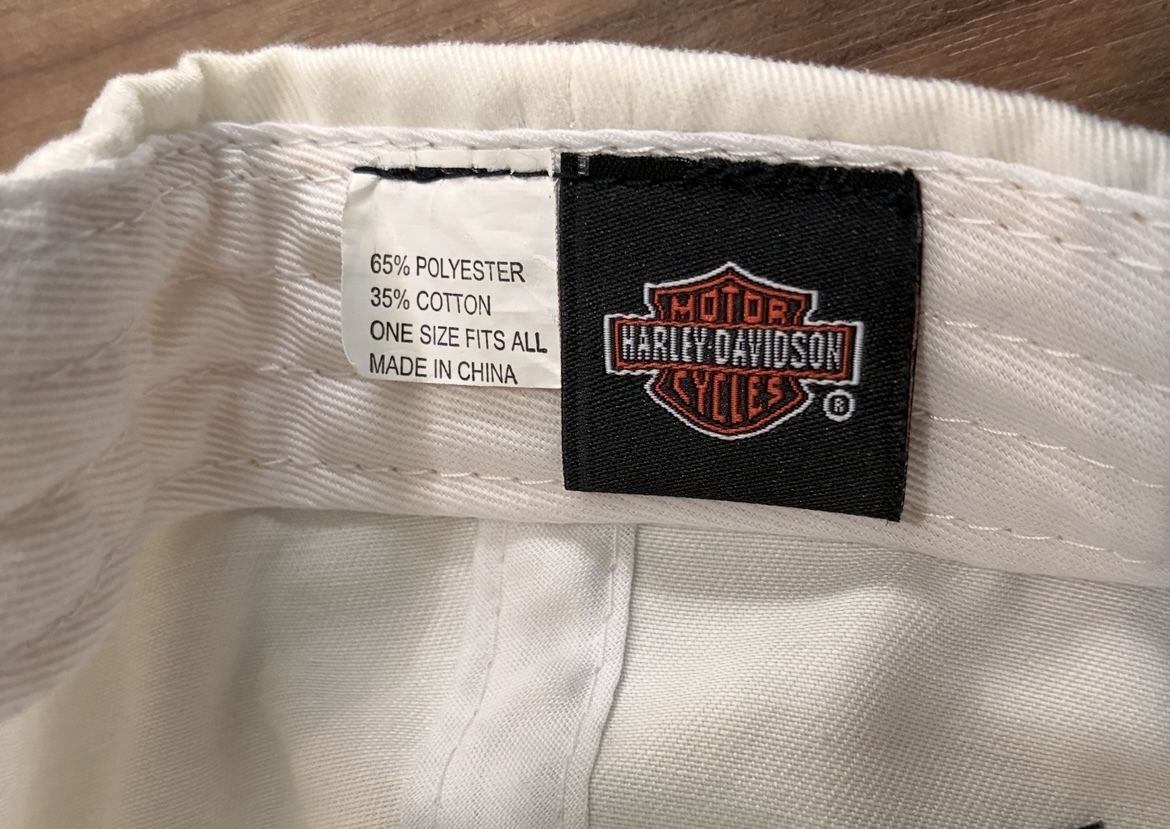 65% POLYESTER
35% COTTON
ONE SIZE FITS ALL
MADE IN CHINA
MOTOR
HARLEY-DAVIDSON
CYCLES
®